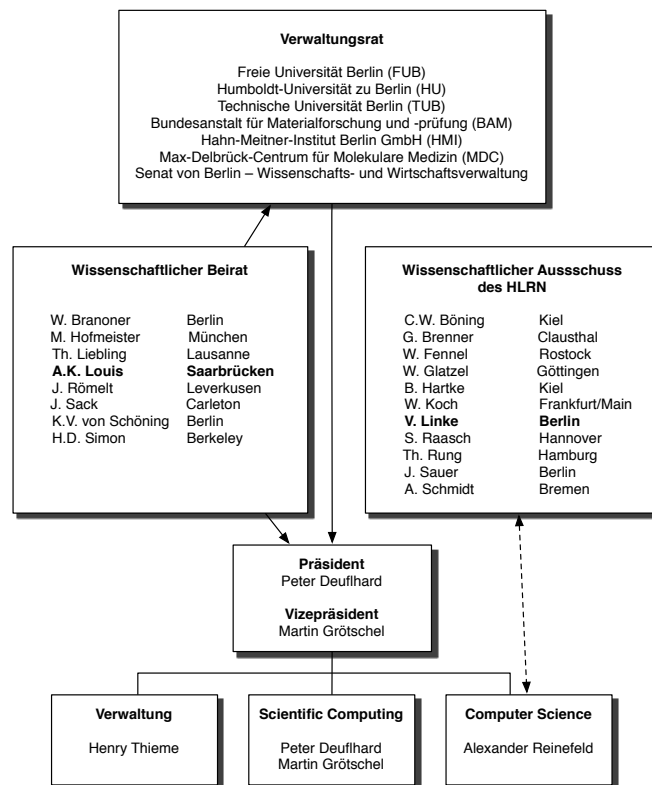 Verwaltungsrat
Freie Universität Berlin (FUB)
Humboldt-Universität zu Berlin (HU)
Technische Universität Berlin (TUB)
Bundesanstalt für Materialforschung und -prüfung (BAM)
Hahn-Meitner-Institut Berlin GmbH (HMI)
Max-Delbrück-Centrum für Molekulare Medizin (MDC)
Senat von Berlin – Wissenschafts- und Wirtschaftsverwaltung
Wissenschaftlicher Beirat
W. Branoner Berlin
M. Hofmeister München
Th. Liebling Lausanne
A.K. Louis Saarbrücken
J. Römelt Leverkusen
J. Sack Carleton
K.V. von Schöning Berlin
H.D. Simon Berkeley
Wissenschaftlicher Aussschuss
des HLRN
C.W. Böning Kiel
G. Brenner Clausthal
W. Fennel Rostock
W. Glatzel Göttingen
B. Hartke Kiel
W. Koch Frankfurt/Main
V. Linke Berlin
S. Raasch Hannover
Th. Rung Hamburg
J. Sauer Berlin
A. Schmidt Bremen
Präsident
Peter Deuflhard
Vizepräsident
Martin Grötschel
Verwaltung
Henry Thieme
Scientific Computing
Peter Deuflhard
Martin Grötschel
Computer Science
Alexander Reinefeld